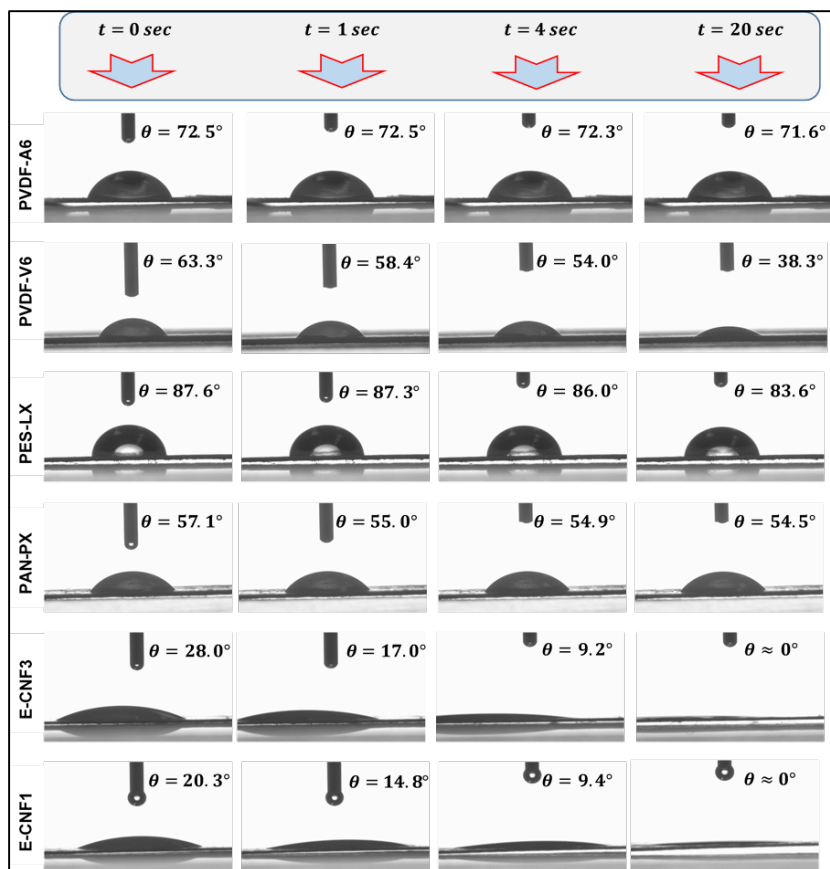 t = 0 sec t = 1 sec t = 4 sec t = 20 sec
PVDF-A6 θ = 72.5° θ = 72.5° θ = 72.3° θ = 71.6°
PVDF-V6 θ = 63.3° θ = 58.4° θ = 54.0° θ = 38.3°
PES-LX θ = 87.6° θ = 87.3° θ = 86.0° θ = 83.6°
PAN-PX θ = 57.1° θ = 55.0° θ = 54.9° θ = 54.5°
E-CNF3 θ = 28.0° θ = 17.0° θ = 9.2° θ ≈ 0°
E-CNF1 θ = 20.3° θ = 14.8° θ = 9.4° θ ≈ 0°